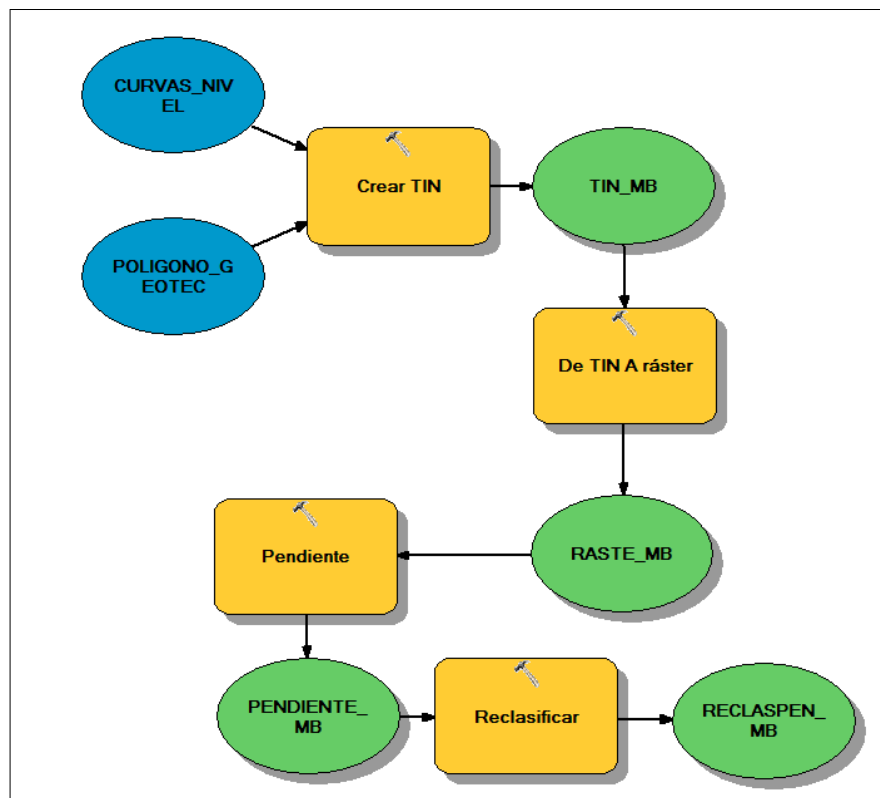 CURVAS_NIV
EL
Crear TIN
TIN_MB
POLIGONO_G
EOTEC
De TIN A ráster
RASTE_MB
Pendiente
PENDIENTE_
MB
Reclasificar
RECLASPEN_
MB